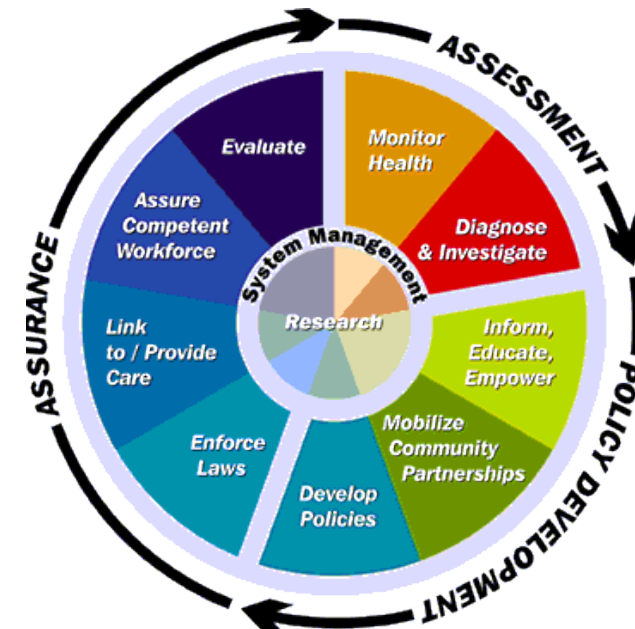 ASSESSMENT
POLICY DEVELOPMENT
ASSURANCE
Monitor
Health
Diagnose
& Investigate
Inform,
Educate,
Empower
Mobilize
Community
Partnerships
Develop
Policies
Enforce
Laws
Link
to / Provide
Care
Assure
Competent
Workforce
Evaluate
System Management
Research